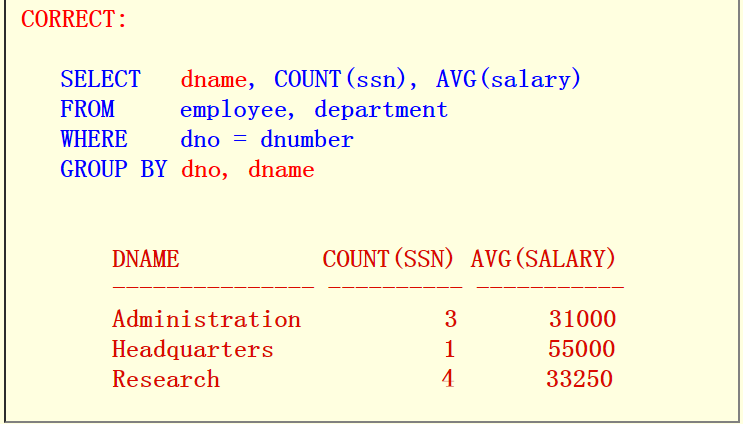 CORRECT:
SELECT dname, COUNT(ssn), AVG(salary)
FROM employee, department
WHERE dno = dnumber
GROUP BY dno, dname
DNAME COUNT(SSN) AVG(SALARY)
--------------- ---------- -----------
Administration 3 31000
Headquarters 1 55000
Research 4 33250